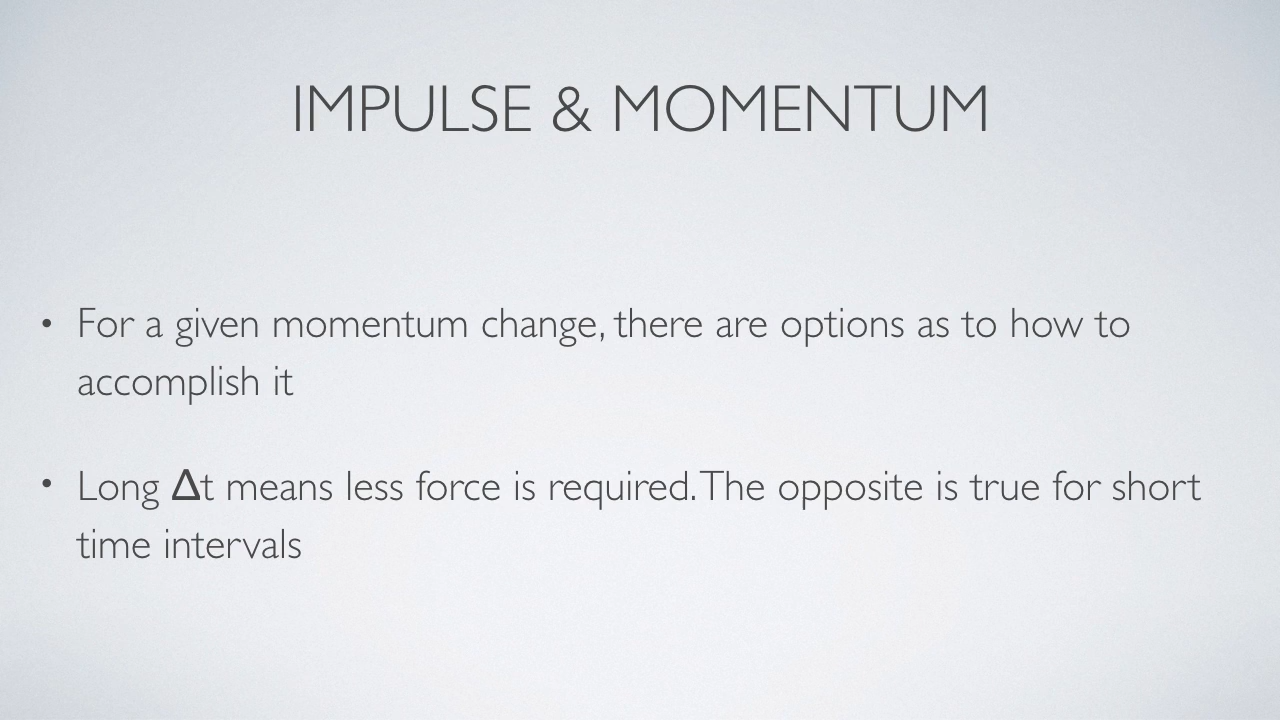 IMPULSE & MOMENTUM
• For a given momentum change, there are options as to how to
accomplish it
• Long Δt means less force is required. The opposite is true for short
time intervals